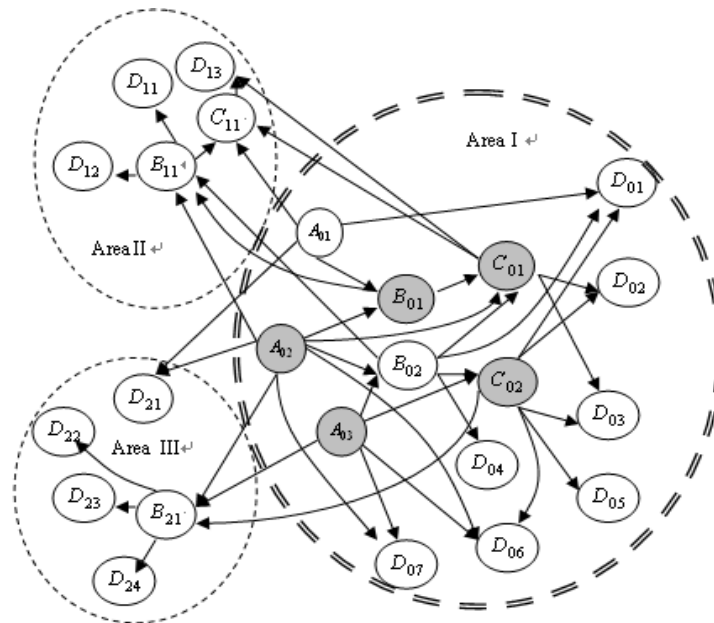 D13
D11
C11
Area I
D12
B11
D01
Area II
A01
C01
D02
B01
A02
B02
C02
D21
D22
Area III
A03
D03
D04
D23
B21
D05
D06
D24
D07